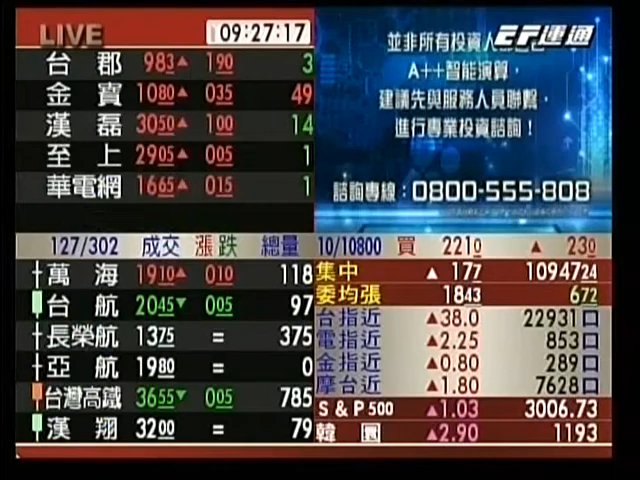 LIVE 09:27:17
台郡 983▲ 190 3
金寶 1080▲ 035 49
漢磊 3050▲ 100 14
至上 2905▲ 005 1
華電網 1665▲ 015 1
EF運通
並非所有投資人
A++智能演算,
建議先與服務人員聯繫,
進行專業投資諮詢!
諮詢專線:0800-555-808
127/302 成交 漲跌 總量
萬海 1910▲ 010 118
台航 2045▼ 005 97
長榮航 1375 = 375
亞航 1980 = 0
台灣高鐵 3655▼ 005 785
漢翔 3200 = 79
10/10800 買 2210 ▲ 230
集中 ▲ 177 1094724
委均張 1843 672
台指近 ▲38.0 22931口
電指近 ▲2.25 853口
金指近 ▲0.80 289口
摩台近 ▲1.80 7628口
S&P500 ▲1.03 3006.73
韓圜 ▲2.90 1193